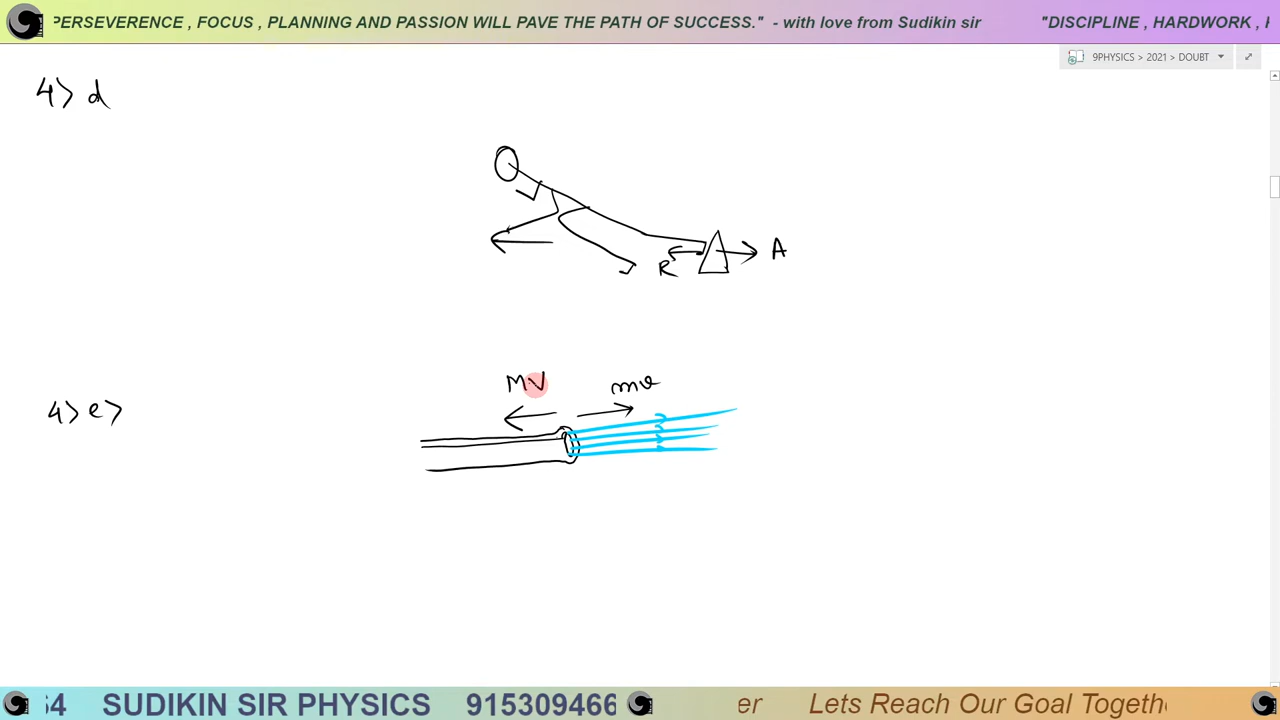 PERSEVERENCE , FOCUS , PLANNING AND PASSION WILL PAVE THE PATH OF SUCCESS." - with love from Sudikin sir "DISCIPLINE , HARDWORK ,
9PHYSICS > 2021 > DOUBT
4> d
R
A
MV
mv
4> e>
64 SUDIKIN SIR PHYSICS 915309466
er Lets Reach Our Goal Togeth